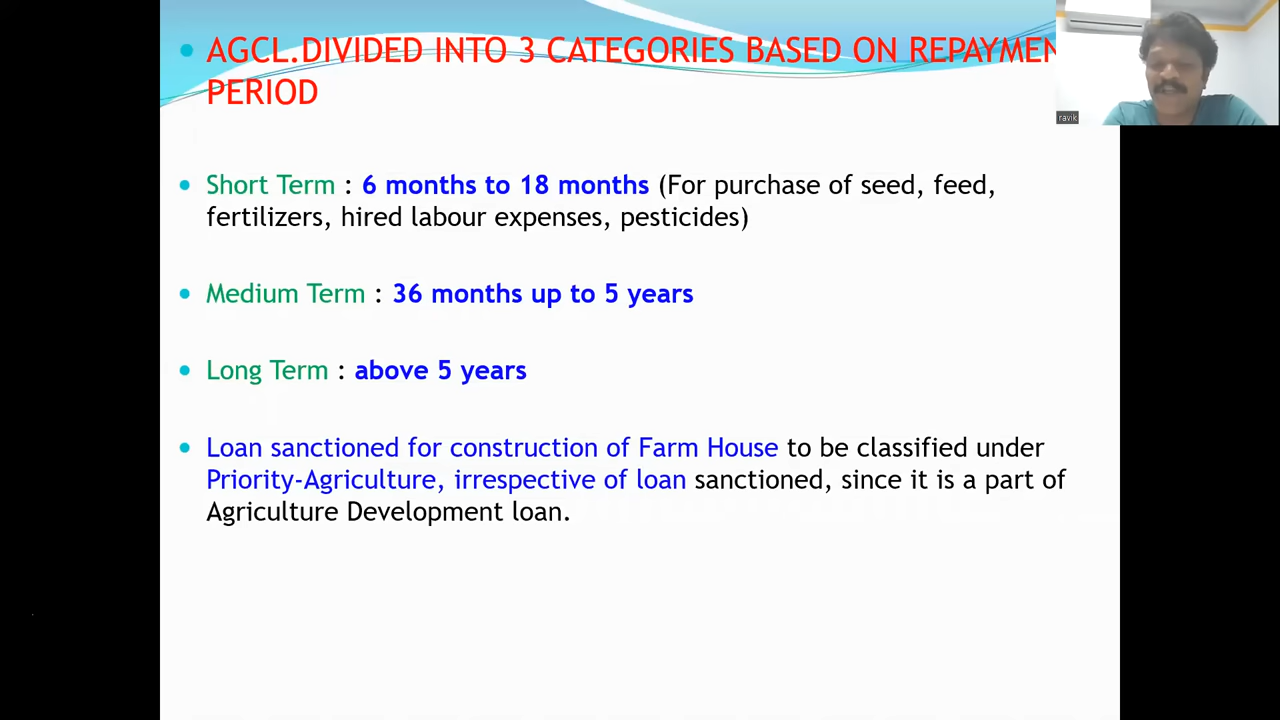 AGCL.DIVIDED INTO 3 CATEGORIES BASED ON REPAYMEN
PERIOD
Short Term : 6 months to 18 months (For purchase of seed, feed,
fertilizers, hired labour expenses, pesticides)
Medium Term : 36 months up to 5 years
Long Term : above 5 years
Loan sanctioned for construction of Farm House to be classified under
Priority-Agriculture, irrespective of loan sanctioned, since it is a part of
Agriculture Development loan.
ravik